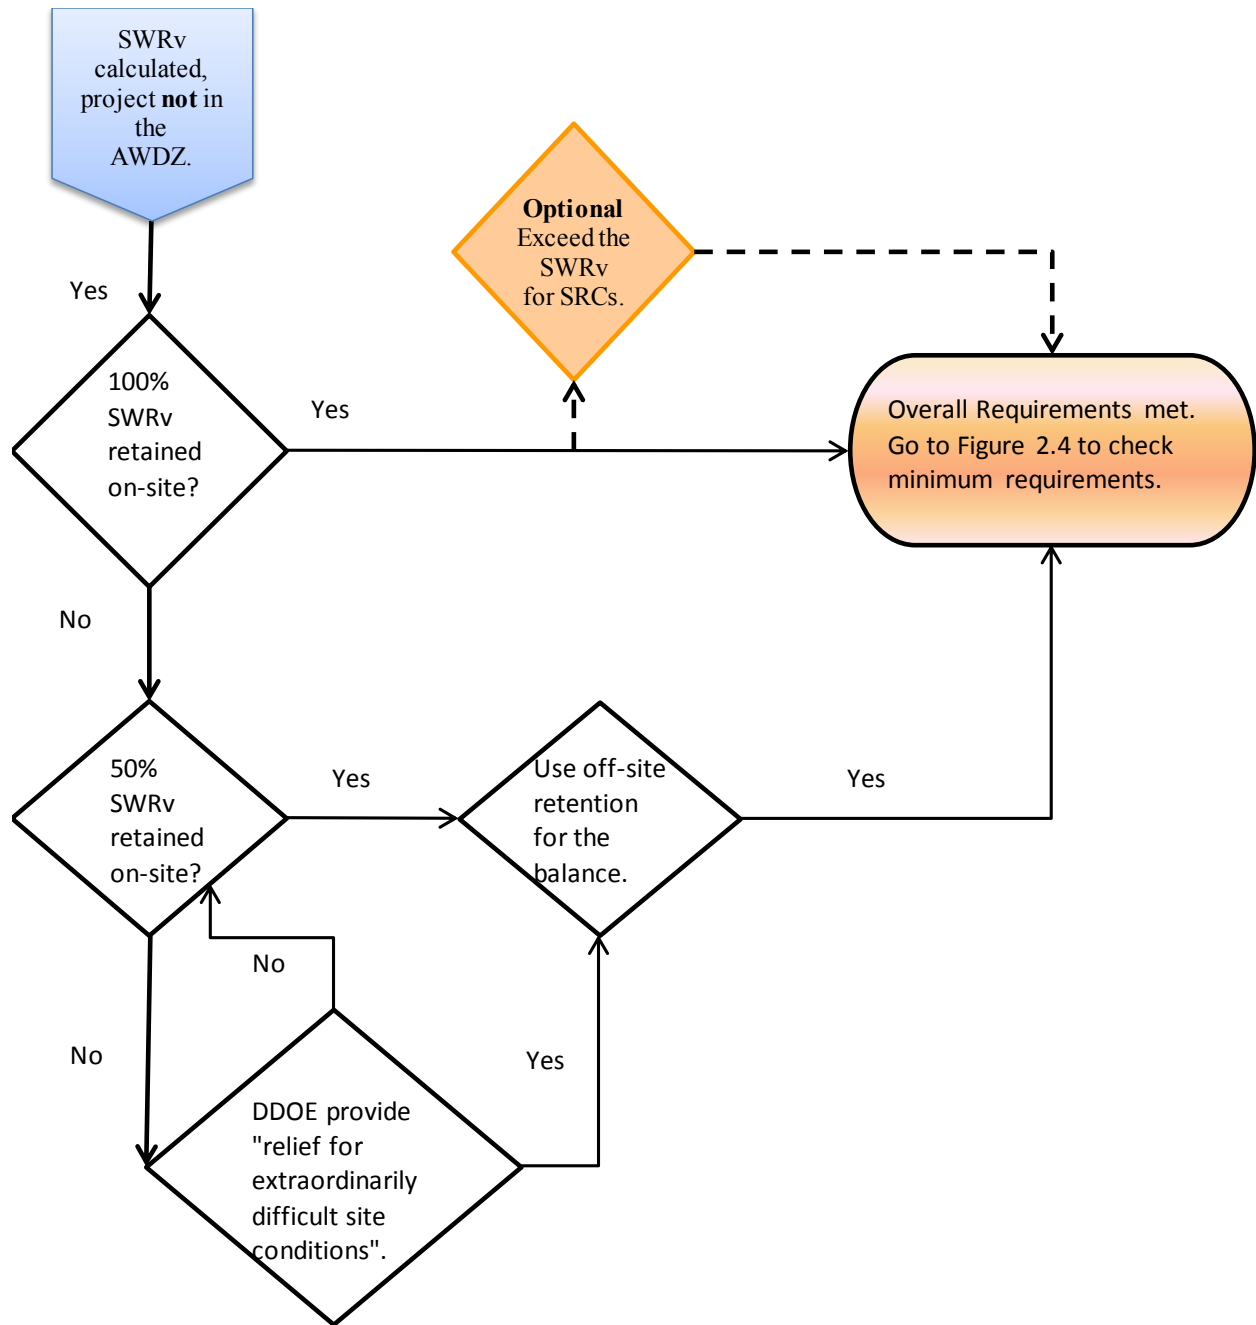 SWRv
calculated,
project not in
the
AWDZ.
Optional
Exceed the
SWRv
for SRCs.
Yes
100%
SWRv
retained
on-site?
Yes
Overall Requirements met.
Go to Figure 2.4 to check
minimum requirements.
No
50%
SWRv
retained
on-site?
Yes
Use off-site
retention
for the
balance.
Yes
No
No
Yes
DDOE provide
"relief for
extraordinarily
difficult site
conditions".